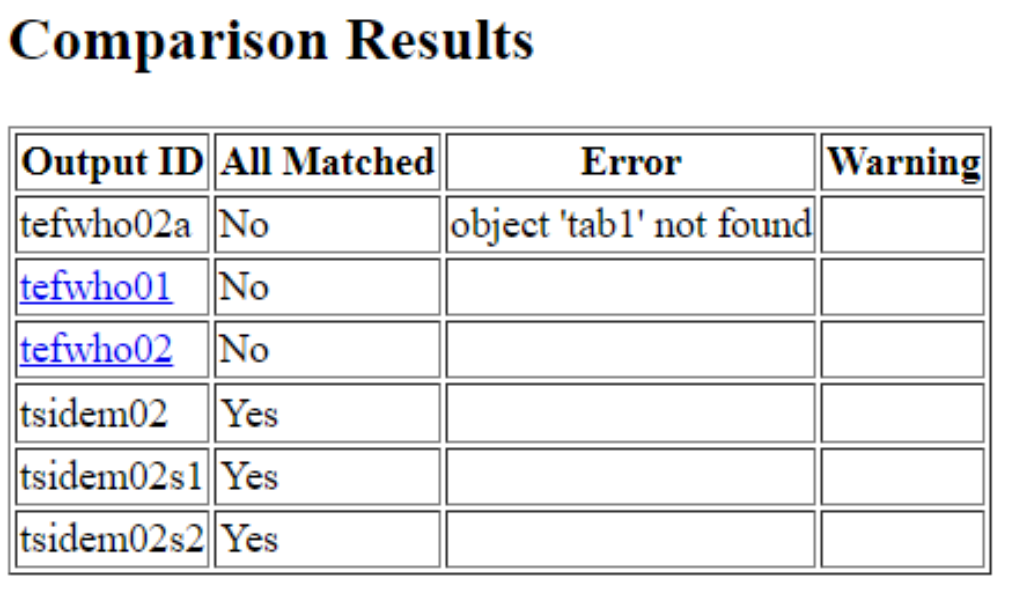 Comparison Results
Output ID All Matched Error Warning
tefwho02a No object 'tab1' not found
tefwho01 No
tefwho02 No
tsidem02 Yes
tsidem02s1 Yes
tsidem02s2 Yes